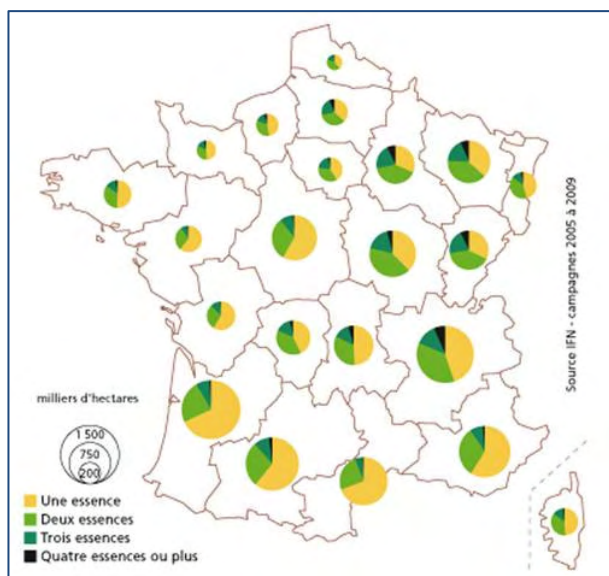 Source IFN - campagnes 2005 à 2009
milliers d'hectares
1 500
750
200
Une essence
Deux essences
Trois essences
Quatre essences ou plus